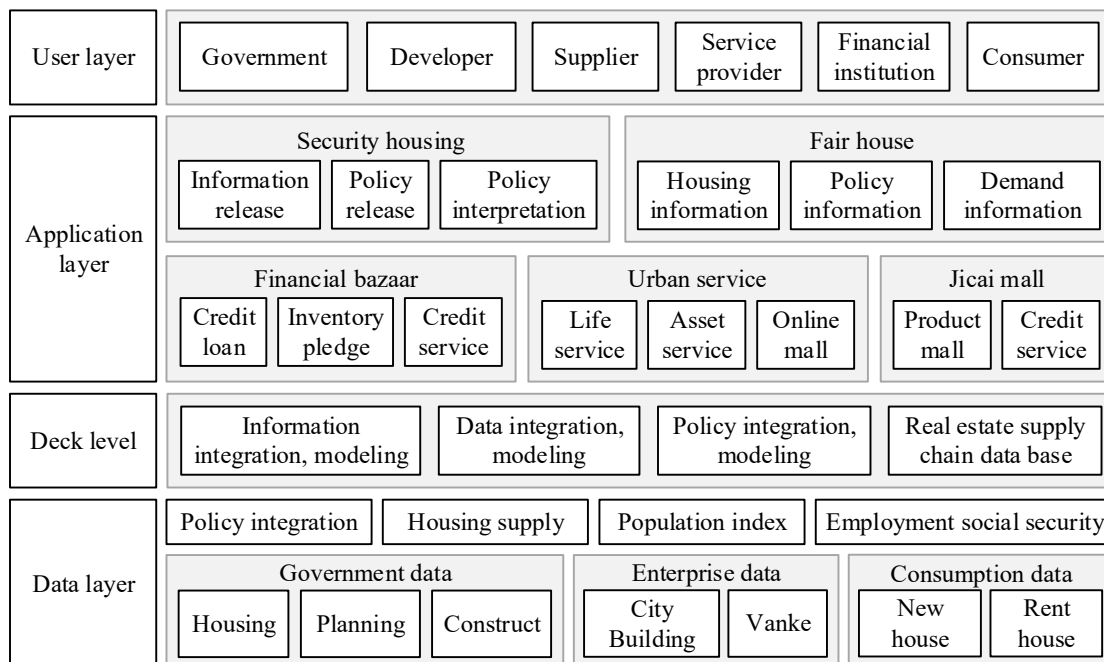 User layer
Government
Developer
Supplier
Service
provider
Financial
institution
Consumer
Application
layer
Security housing
Information
release
Policy
release
Policy
interpretation
Fair house
Housing
information
Policy
information
Demand
information
Financial bazaar
Credit
loan
Inventory
pledge
Credit
service
Urban service
Life
service
Asset
service
Online
mall
Jicai mall
Product
mall
Credit
service
Deck level
Information
integration, modeling
Data integration,
modeling
Policy integration,
modeling
Real estate supply
chain data base
Data layer
Policy integration
Housing supply
Population index
Employment social security
Government data
Housing
Planning
Construct
Enterprise data
City
Building
Vanke
Consumption data
New
house
Rent
house